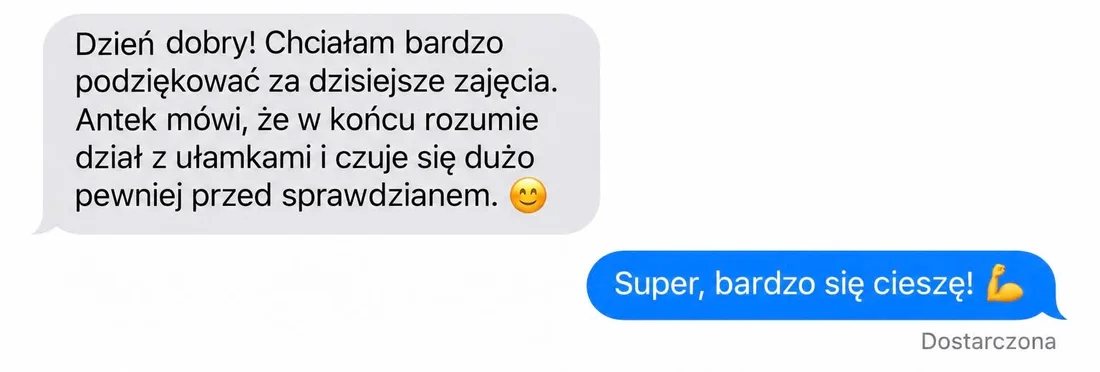 Dzień dobry! Chciałam bardzo
podziękować za dzisiejsze zajęcia.
Antek mówi, że w końcu rozumie
dział z ułamkami i czuje się dużo
pewniej przed sprawdzianem. 😊
Super, bardzo się cieszę! 💪
Dostarczona